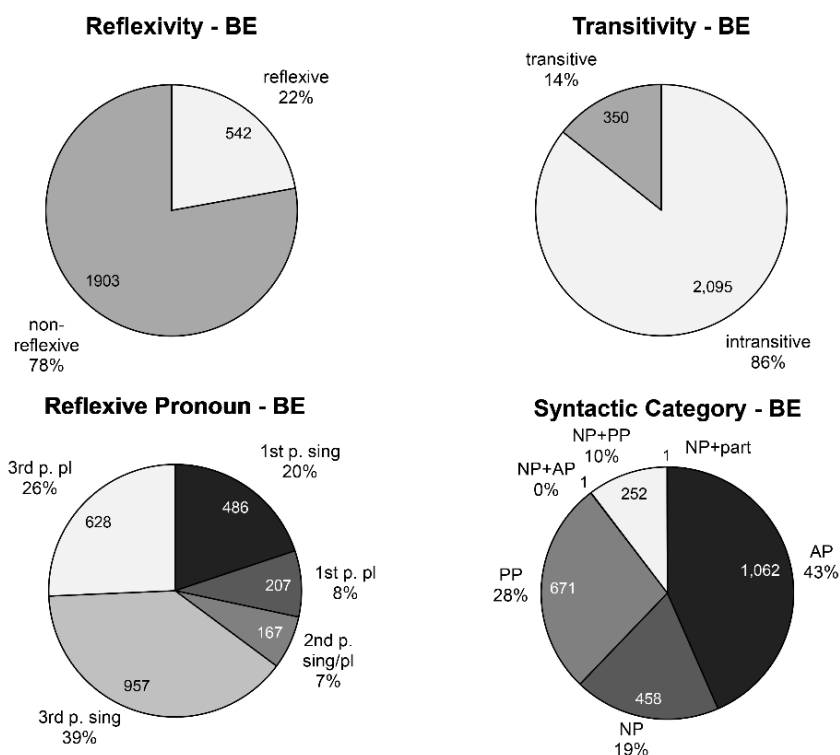 Reflexivity - BE
reflexive
22%
542
1903
non-
reflexive
78%
Transitivity - BE
transitive
14%
350
2,095
intransitive
86%
Reflexive Pronoun - BE
1st p. sing
20%
486
3rd p. pl
26%
628
207
1st p. pl
8%
167
2nd p.
sing/pl
7%
957
3rd p. sing
39%
Syntactic Category - BE
NP+PP
10%
1
NP+part
NP+AP
0%
1
252
1,062
AP
43%
PP
28%
671
458
NP
19%